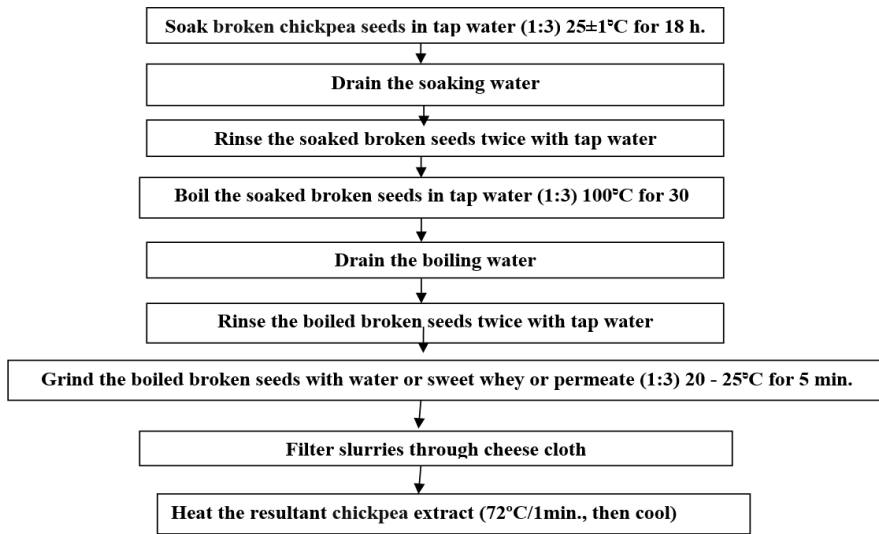 Soak broken chickpea seeds in tap water (1:3) 25±1°C for 18 h.
Drain the soaking water
Rinse the soaked broken seeds twice with tap water
Boil the soaked broken seeds in tap water (1:3) 100°C for 30
Drain the boiling water
Rinse the boiled broken seeds twice with tap water
Grind the boiled broken seeds with water or sweet whey or permeate (1:3) 20 - 25°C for 5 min.
Filter slurries through cheese cloth
Heat the resultant chickpea extract (72°C/1min., then cool)